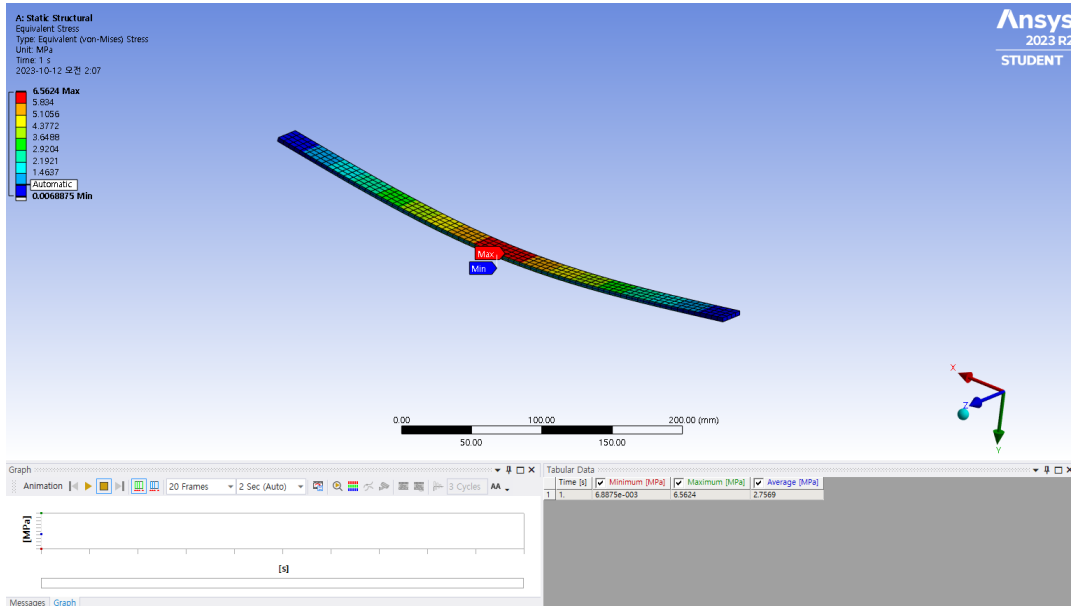 A: Static Structural
Equivalent Stress
Type: Equivalent (von-Mises) Stress
Unit: MPa
Time: 1 s
2023-10-12 오전 2:07
Ansys
2023 R2
STUDENT
6.5624 Max
5.834
5.1056
4.3772
3.6488
2.9204
2.1921
1.4637
Automatic
0.0068875 Min
Max
Min
X
Z
Y
0.00 100.00 200.00 (mm)
50.00 150.00
Graph
Animation 20 Frames 2 Sec (Auto) 3 Cycles AA
[MPa]
[s]
Messages Graph
Tabular Data
Time [s] Minimum [MPa] Maximum [MPa] Average [MPa]
1 1. 6.8875e-003 6.5624 2.7569